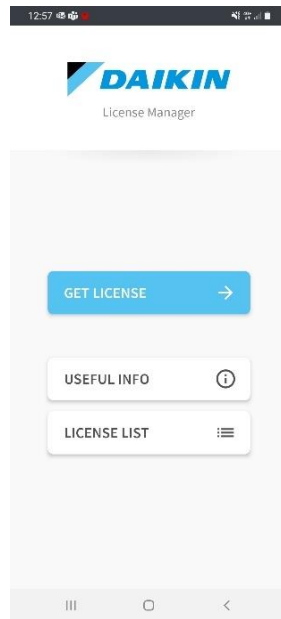 12:57
DAIKIN
License Manager
GET LICENSE
USEFUL INFO
LICENSE LIST